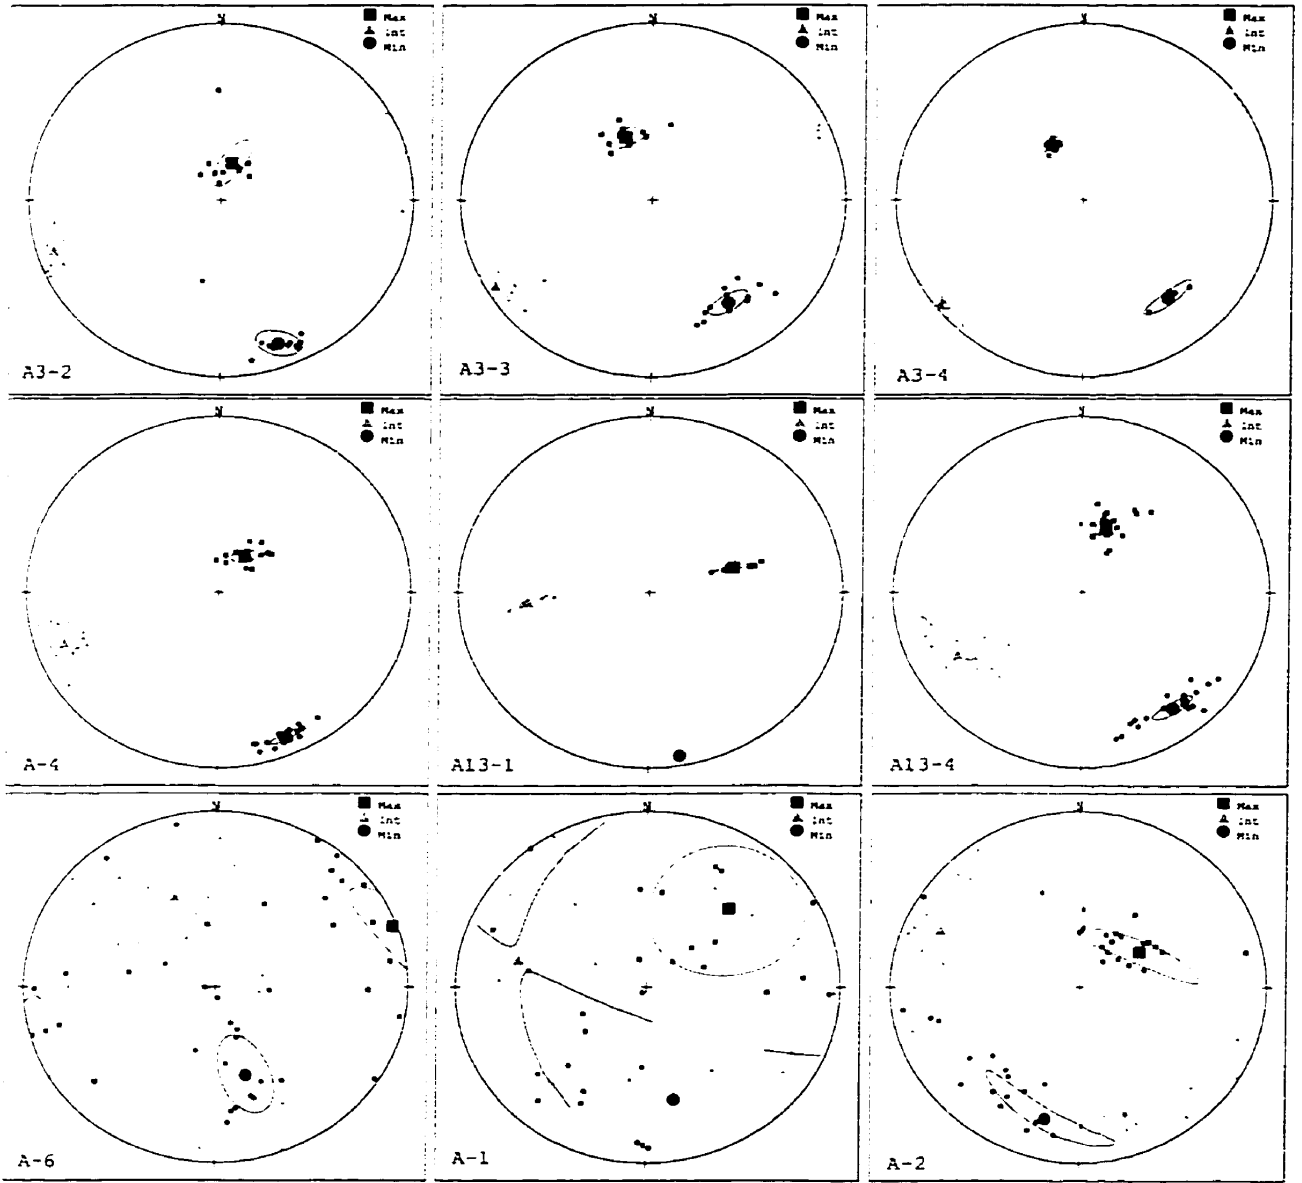 N
Max
Int
Min
A3-2
N
Max
Int
Min
A3-3
N
Max
Int
Min
A3-4
N
Max
Int
Min
A-4
N
Max
Int
Min
A13-1
N
Max
Int
Min
A13-4
N
Max
Int
Min
A-6
N
Max
Int
Min
A-1
N
Max
Int
Min
A-2